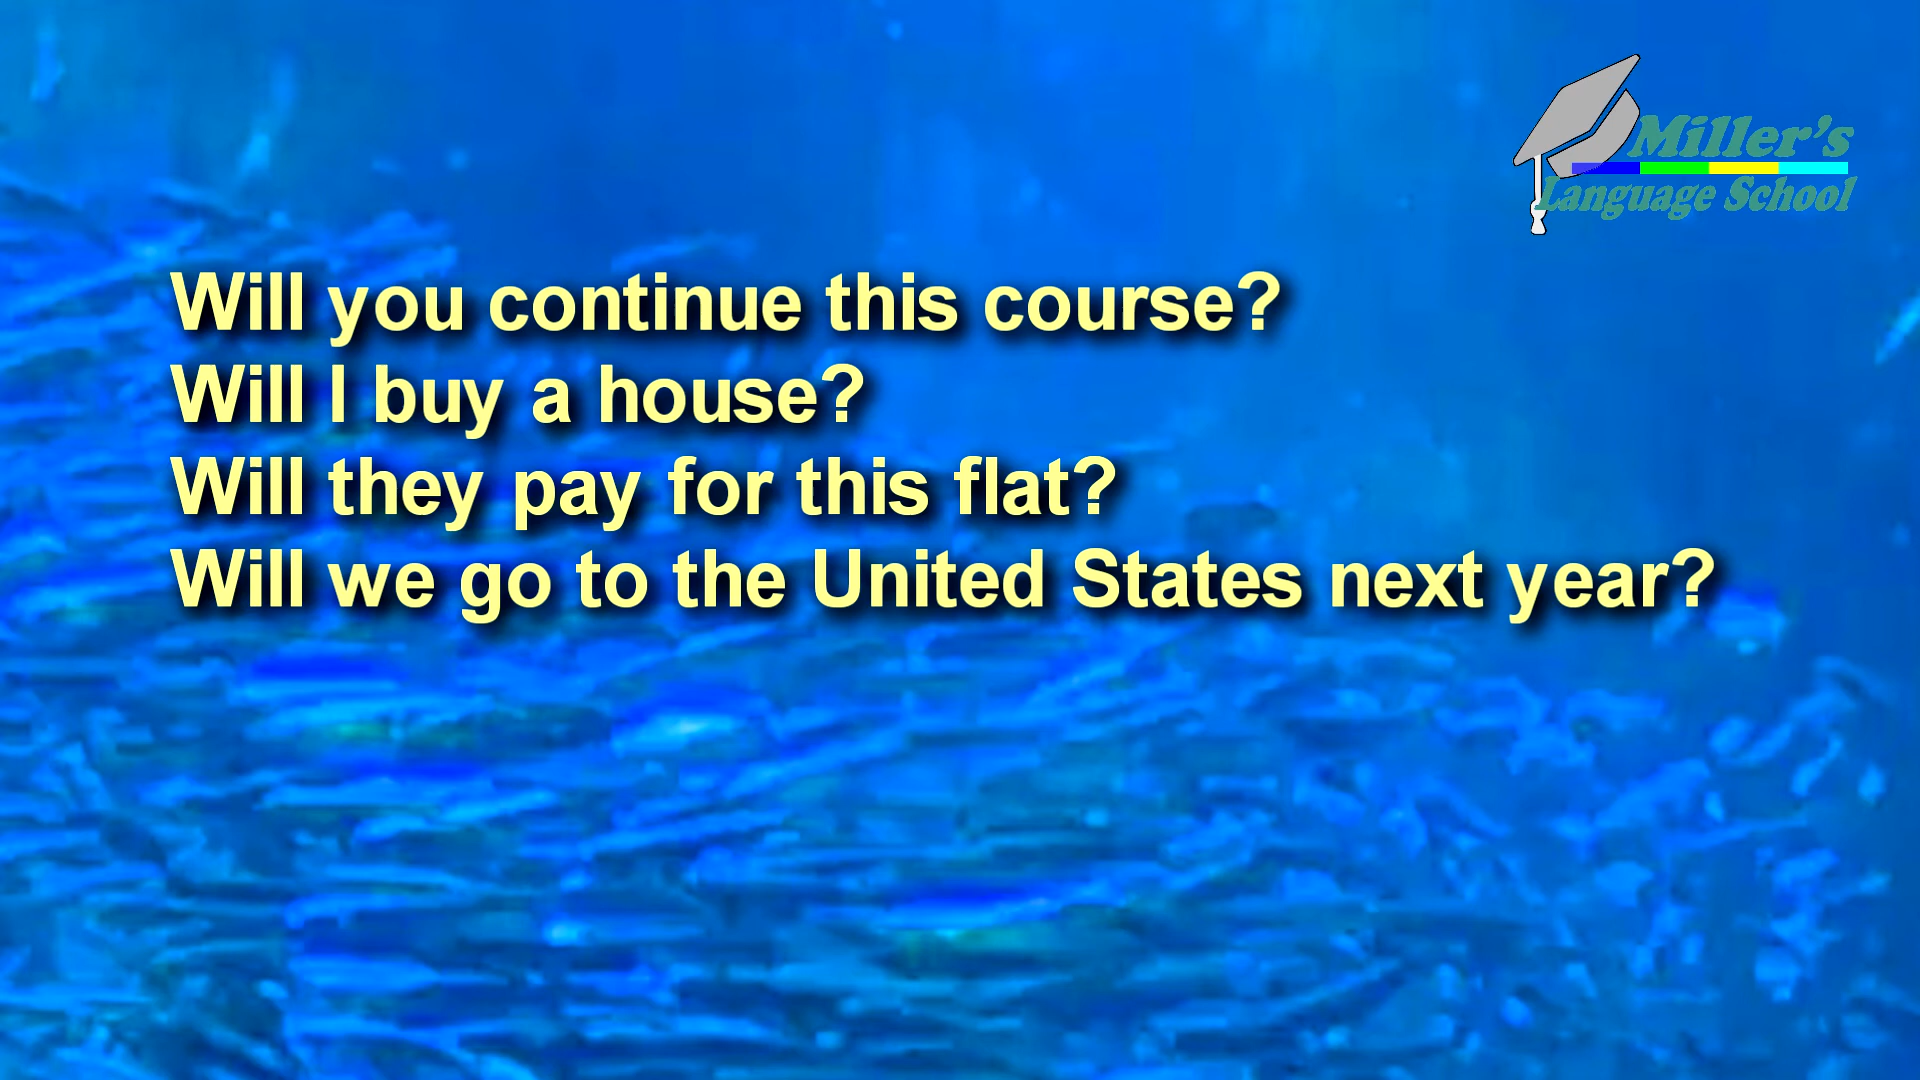 Miller's
Language School
Will you continue this course?
Will I buy a house?
Will they pay for this flat?
Will we go to the United States next year?